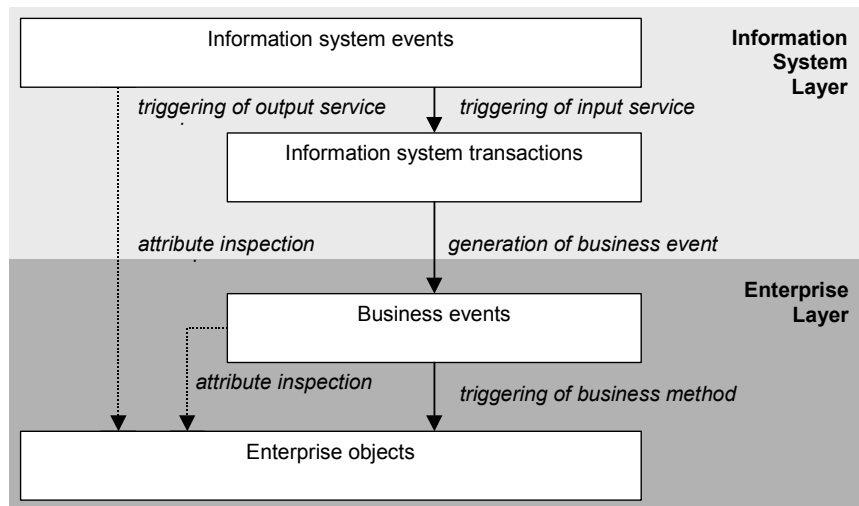 Information system events
Information
System
Layer
triggering of output service
triggering of input service
Information system transactions
attribute inspection
generation of business event
Enterprise
Layer
Business events
attribute inspection
triggering of business method
Enterprise objects